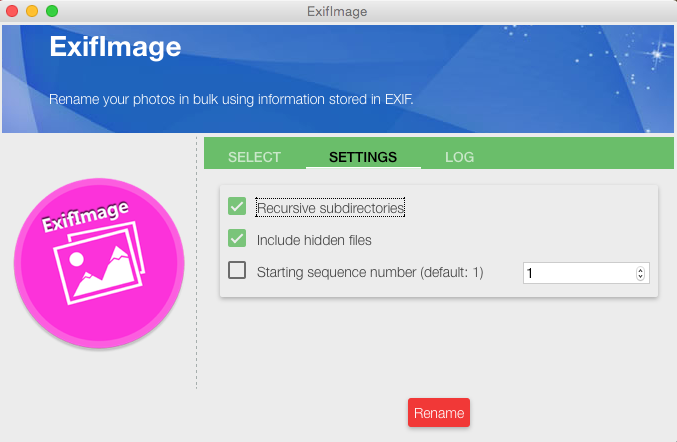 ExifImage
ExifImage
Rename your photos in bulk using information stored in EXIF.
SELECT SETTINGS LOG
ExifImage
Recursive subdirectories
Include hidden files
Starting sequence number (default: 1) 1
Rename